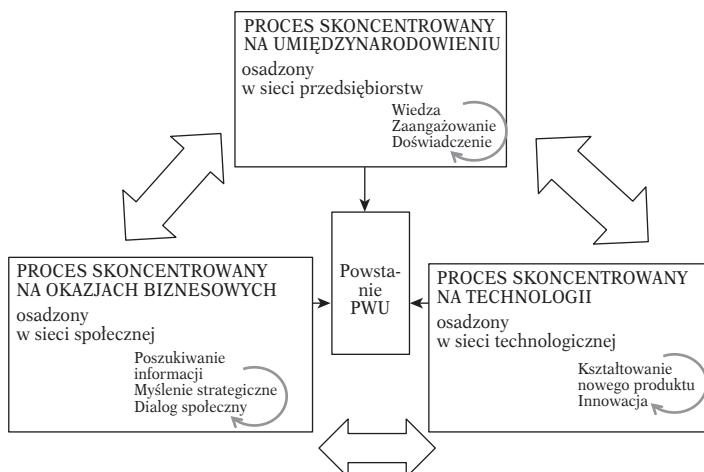 PROCES SKONCENTROWANY
NA UMIĘDZYNARODOWIENIU
osadzony
w sieci przedsiębiorstw
Wiedza
Zaangażowanie
Doświadczenie
PROCES SKONCENTROWANY
NA OKAZJACH BIZNESOWYCH
osadzony
w sieci społecznej
Poszukiwanie
informacji
Myślenie strategiczne
Dialog społeczny
Powsta-
nie
PWU
PROCES SKONCENTROWANY
NA TECHNOLOGII
osadzony
w sieci technologicznej
Kształtowanie
nowego produktu
Innowacja